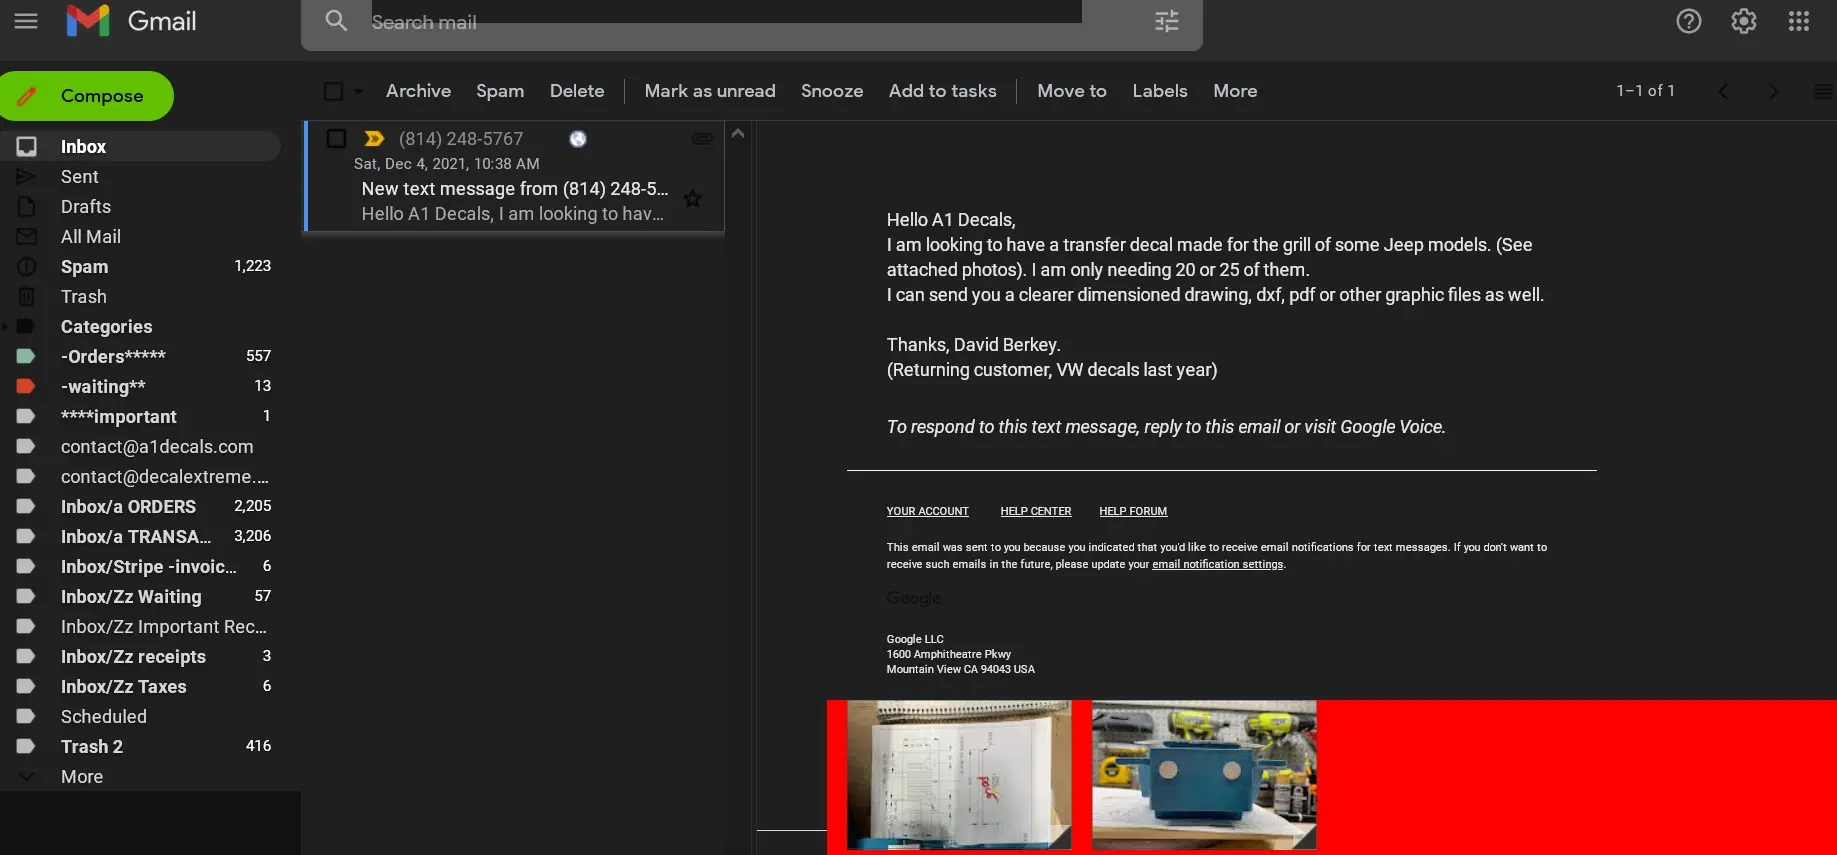 Gmail
Search mail
Compose
Archive Spam Delete Mark as unread Snooze Add to tasks Move to Labels More 1–1 of 1
Inbox
Sent
Drafts
All Mail
Spam 1,223
Trash
Categories
-Orders***** 557
-waiting** 13
****important 1
contact@a1decals.com
contact@decalextreme....
Inbox/a ORDERS 2,205
Inbox/a TRANSA... 3,206
Inbox/Stripe -invoic... 6
Inbox/Zz Waiting 57
Inbox/Zz Important Rec...
Inbox/Zz receipts 3
Inbox/Zz Taxes 6
Scheduled
Trash 2 416
More
(814) 248-5767
Sat, Dec 4, 2021, 10:38 AM
New text message from (814) 248-5...
Hello A1 Decals, I am looking to hav...
Hello A1 Decals,
I am looking to have a transfer decal made for the grill of some Jeep models. (See
attached photos). I am only needing 20 or 25 of them.
I can send you a clearer dimensioned drawing, dxf, pdf or other graphic files as well.
Thanks, David Berkey.
(Returning customer, VW decals last year)
To respond to this text message, reply to this email or visit Google Voice.
YOUR ACCOUNT HELP CENTER HELP FORUM
This email was sent to you because you indicated that you'd like to receive email notifications for text messages. If you don't want to
receive such emails in the future, please update your email notification settings.
Google
Google LLC
1600 Amphitheatre Pkwy
Mountain View CA 94043 USA